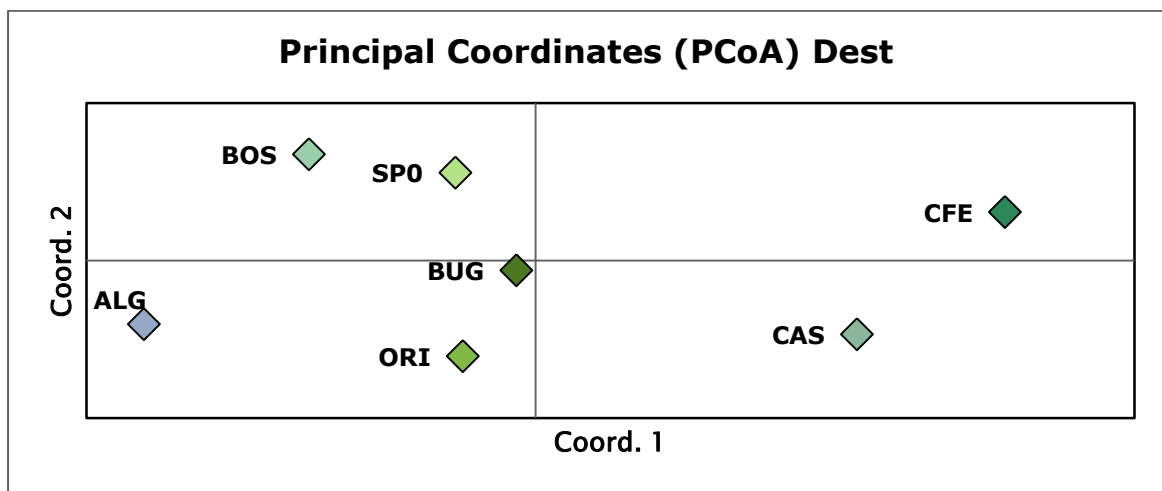 Principal Coordinates (PCoA) Dest
BOS
SP0
CFE
BUG
ALG
CAS
ORI
Coord. 2
Coord. 1